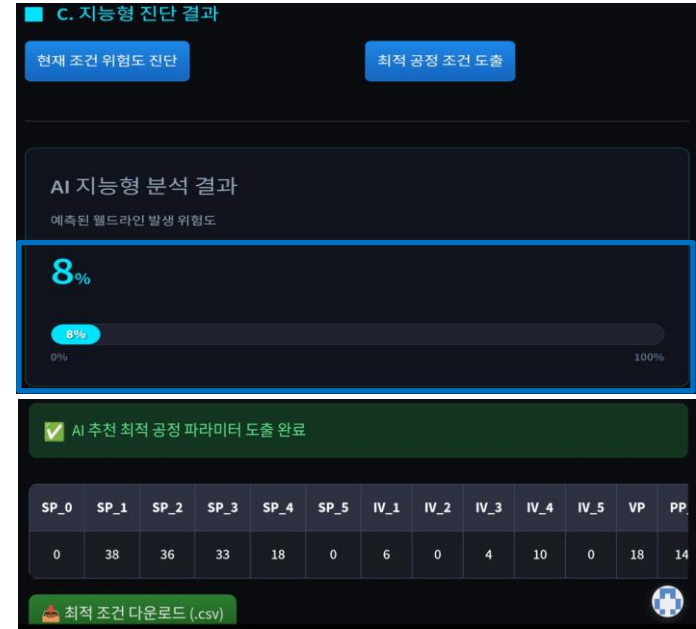 C. 지능형 진단 결과
현재 조건 위험도 진단 최적 공정 조건 도출
AI 지능형 분석 결과
예측된 웰드라인 발생 위험도
8%
8%
0% 100%
✅ AI 추천 최적 공정 파라미터 도출 완료
SP_0 SP_1 SP_2 SP_3 SP_4 SP_5 IV_1 IV_2 IV_3 IV_4 IV_5 VP PP_
0 38 36 33 18 0 6 0 4 10 0 18 14
📥 최적 조건 다운로드 (.csv)